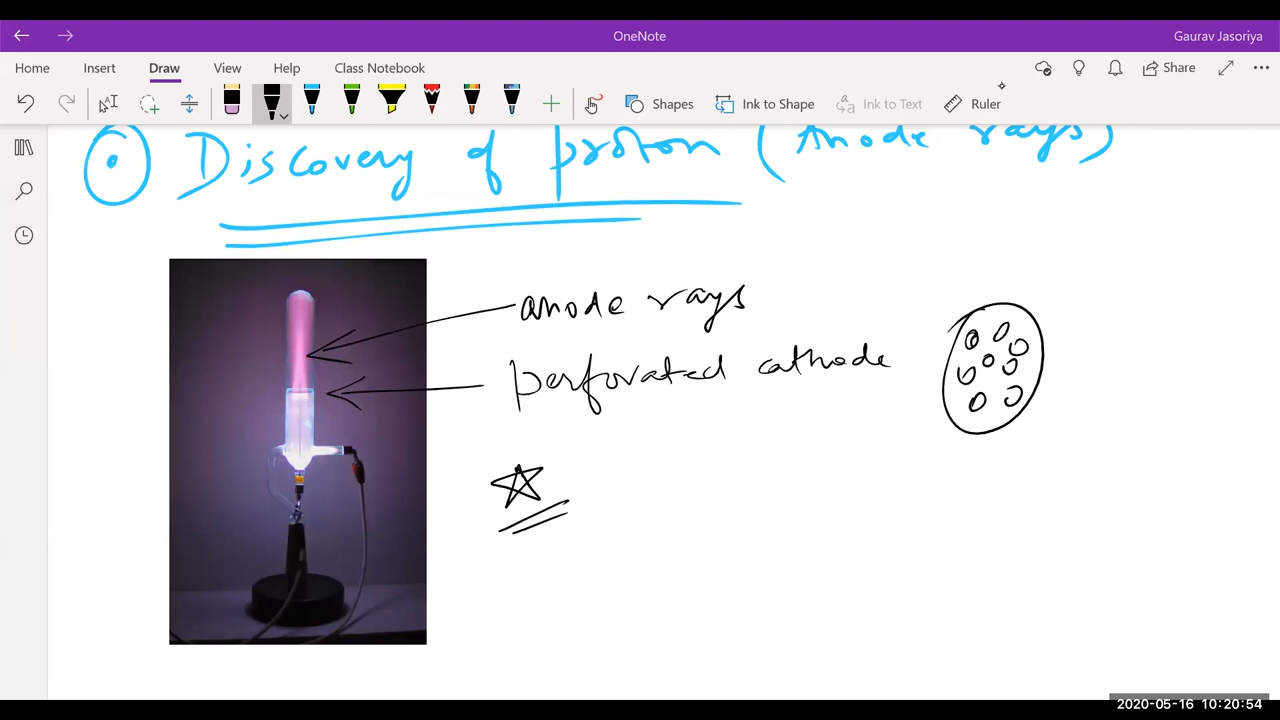 OneNote
Gaurav Jasoriya
Home Insert Draw View Help Class Notebook Share
Shapes Ink to Shape Ink to Text Ruler
Discovery of proton (Anode rays)
anode rays
perforated cathode
2020-05-16 10:20:54